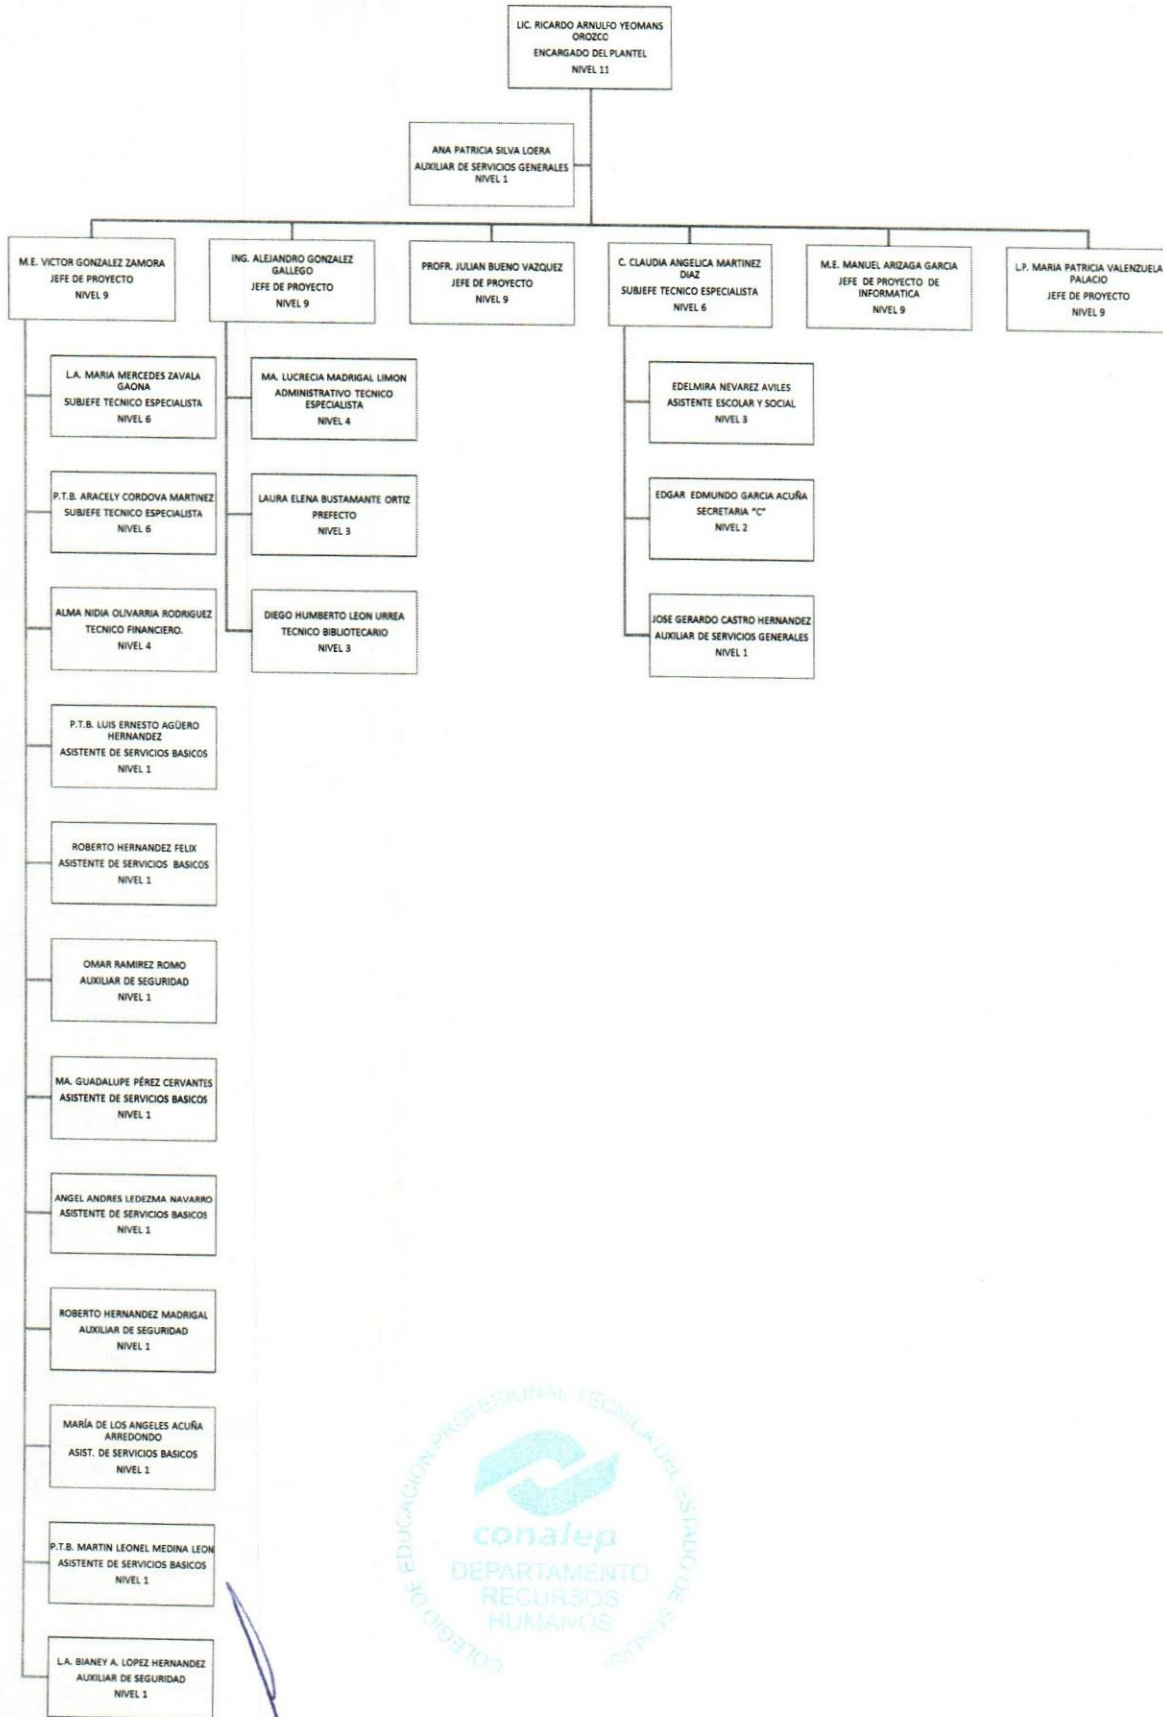 LIC. RICARDO ARNULFO YEOMANS
OROZCO
ENCARGADO DEL PLANTEL
NIVEL 11
ANA PATRICIA SILVA LOERA
AUXILIAR DE SERVICIOS GENERALES
NIVEL 1
M.E. VICTOR GONZALEZ ZAMORA
JEFE DE PROYECTO
NIVEL 9
ING. ALEJANDRO GONZALEZ
GALLEGO
JEFE DE PROYECTO
NIVEL 9
PROFR. JULIAN BUENO VAZQUEZ
JEFE DE PROYECTO
NIVEL 9
C. CLAUDIA ANGELICA MARTINEZ
DIAZ
SUBJEFE TECNICO ESPECIALISTA
NIVEL 6
M.E. MANUEL ARIZAGA GARCIA
JEFE DE PROYECTO DE
INFORMATICA
NIVEL 9
L.P. MARIA PATRICIA VALENZUELA
PALACIO
JEFE DE PROYECTO
NIVEL 9
L.A. MARIA MERCEDES ZAVALA
GAONA
SUBJEFE TECNICO ESPECIALISTA
NIVEL 6
P.T.B. ARACELY CORDOVA MARTINEZ
SUBJEFE TECNICO ESPECIALISTA
NIVEL 6
ALMA NIDIA OLIVARRIA RODRIGUEZ
TECNICO FINANCIERO.
NIVEL 4
P.T.B. LUIS ERNESTO AGÜERO
HERNANDEZ
ASISTENTE DE SERVICIOS BASICOS
NIVEL 1
ROBERTO HERNANDEZ FELIX
ASISTENTE DE SERVICIOS BASICOS
NIVEL 1
OMAR RAMIREZ ROMO
AUXILIAR DE SEGURIDAD
NIVEL 1
MA. GUADALUPE PÉREZ CERVANTES
ASISTENTE DE SERVICIOS BASICOS
NIVEL 1
ANGEL ANDRES LEDEZMA NAVARRO
ASISTENTE DE SERVICIOS BASICOS
NIVEL 1
ROBERTO HERNANDEZ MADRIGAL
AUXILIAR DE SEGURIDAD
NIVEL 1
MARÍA DE LOS ANGELES ACUÑA
ARREDONDO
ASIST. DE SERVICIOS BASICOS
NIVEL 1
P.T.B. MARTIN LEONEL MEDINA LEON
ASISTENTE DE SERVICIOS BASICOS
NIVEL 1
L.A. BIANEY A. LOPEZ HERNANDEZ
AUXILIAR DE SEGURIDAD
NIVEL 1
MA. LUCRECIA MADRIGAL LIMON
ADMINISTRATIVO TECNICO
ESPECIALISTA
NIVEL 4
LAURA ELENA BUSTAMANTE ORTIZ
PREFECTO
NIVEL 3
DIEGO HUMBERTO LEON URREA
TECNICO BIBLIOTECARIO
NIVEL 3
EDELMIRA NEVAREZ AVILES
ASISTENTE ESCOLAR Y SOCIAL
NIVEL 3
EDGAR EDMUNDO GARCIA ACUÑA
SECRETARIA "C"
NIVEL 2
JOSE GERARDO CASTRO HERNANDEZ
AUXILIAR DE SERVICIOS GENERALES
NIVEL 1
COLEGIO DE EDUCACION PROFESIONAL TECNICA DEL ESTADO DE SONORA
conalep
DEPARTAMENTO
RECURSOS
HUMANOS